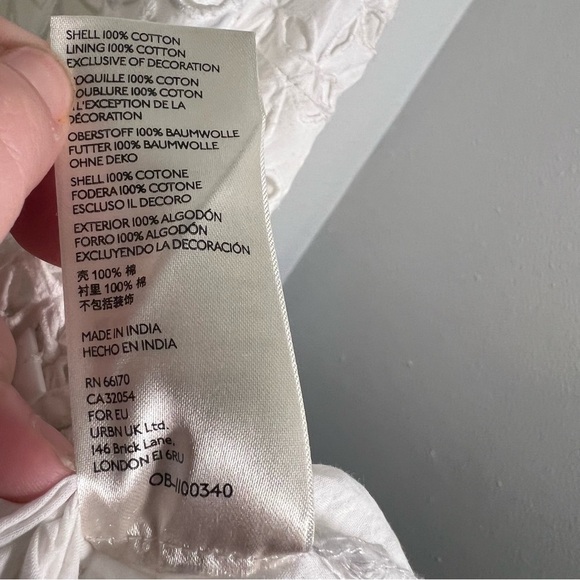 SHELL 100% COTTON
LINING 100% COTTON
EXCLUSIVE OF DECORATION
OQUILLE 100% COTON
OUBLURE 100% COTON
L'EXCEPTION DE LA
DÉCORATION
OBERSTOFF 100% BAUMWOLLE
FUTTER 100% BAUMWOLLE
OHNE DEKO
SHELL 100% COTONE
FODERA 100% COTONE
ESCLUSO IL DECORO
EXTERIOR 100% ALGODÓN
FORRO 100% ALGODÓN
EXCLUYENDO LA DECORACIÓN
壳 100% 棉
衬里 100% 棉
不包括装饰
MADE IN INDIA
HECHO EN INDIA
RN 66170
CA 32054
FOR EU
URBN UK Ltd.
146 Brick Lane,
LONDON E1 6RU
OB-1100340